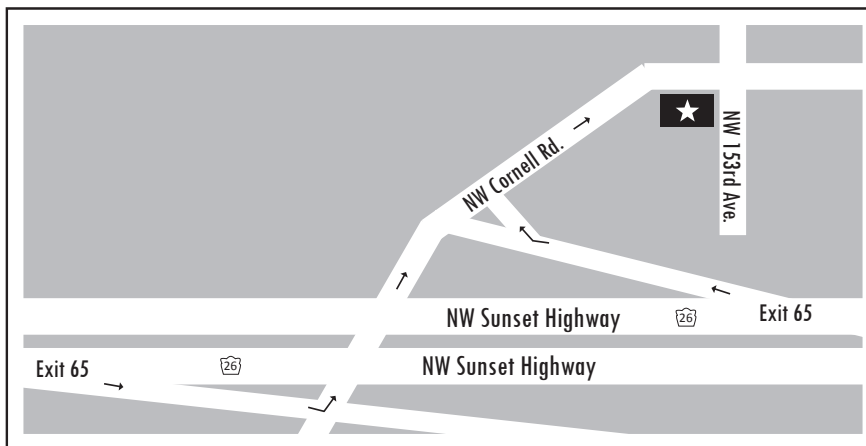 NW Cornell Rd.
NW 153rd Ave.
NW Sunset Highway
26
Exit 65
Exit 65
26
NW Sunset Highway